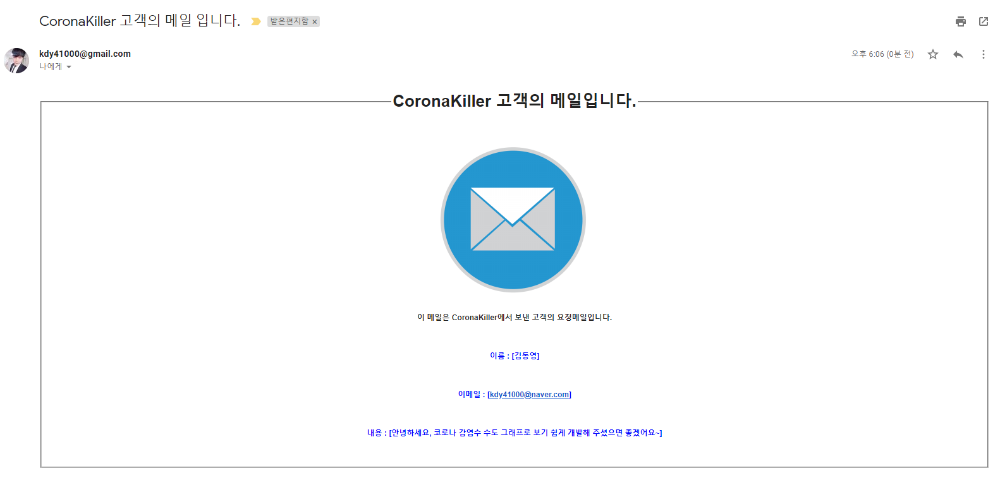 CoronaKiller 고객의 메일 입니다.
받은편지함 ×
kdy41000@gmail.com
오후 6:06 (0분 전)
나에게
CoronaKiller 고객의 메일입니다.
이 메일은 CoronaKiller에서 보낸 고객의 요청메일입니다.
이름 : [김동영]
이메일 : [kdy41000@naver.com]
내용 : [안녕하세요, 코로나 감염수 수도 그래프로 보기 쉽게 개발해 주셨으면 좋겠어요~]